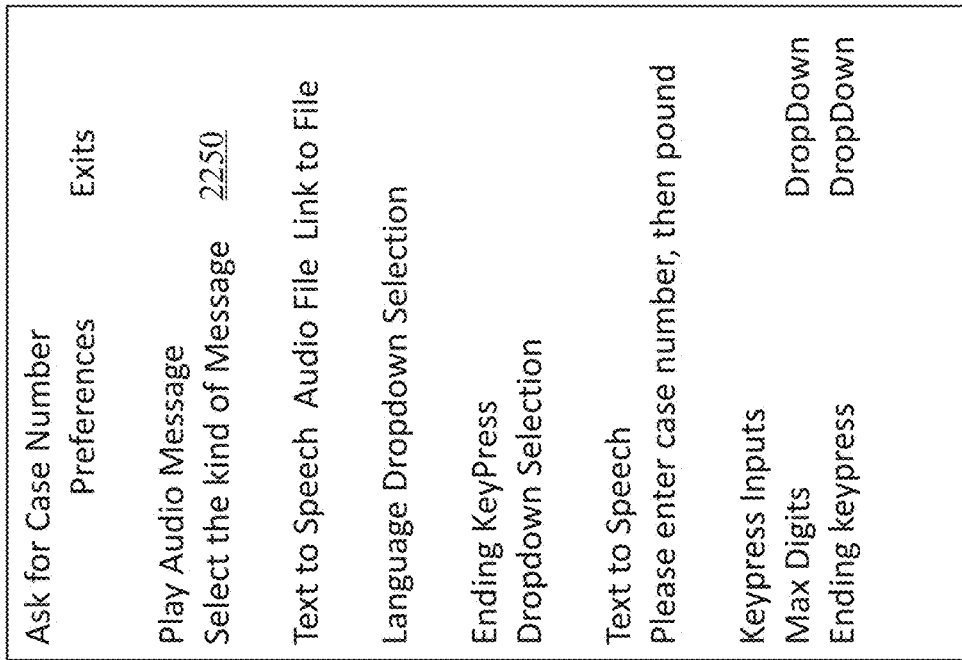 Ask for Case Number
Preferences Exits
Play Audio Message
Select the kind of Message 2250
Text to Speech Audio File Link to File
Language Dropdown Selection
Ending KeyPress
Dropdown Selection
Text to Speech
Please enter case number, then pound
Keypress Inputs
Max Digits DropDown
Ending keypress DropDown